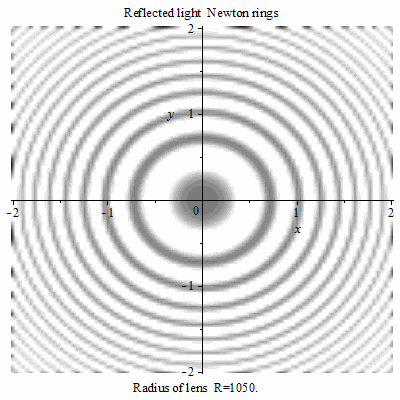 Reflected light Newton rings
2
y 1
-2 -1 0 1 2
x
-1
-2
Radius of lens R=1050.